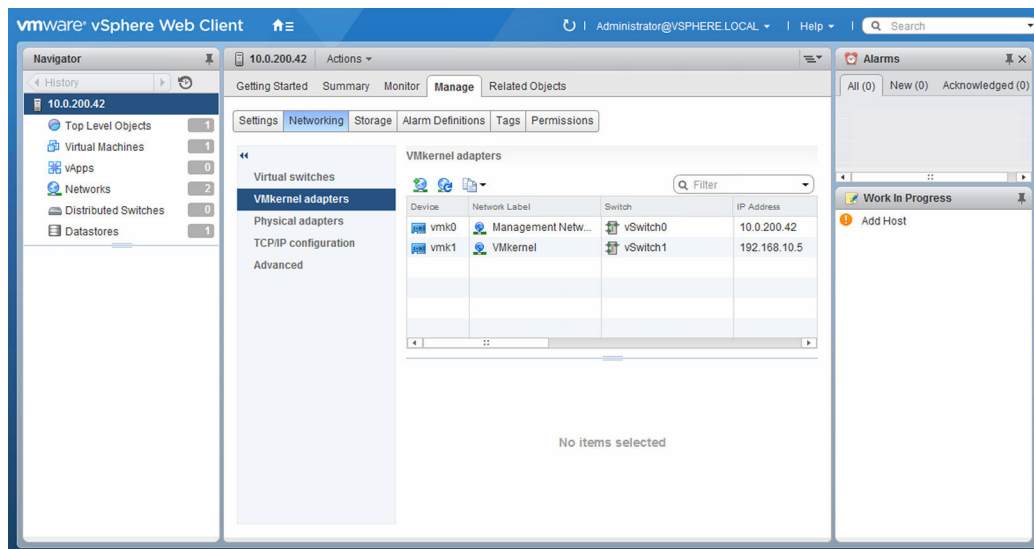 vmware® vSphere Web Client
Administrator@VSPHERE.LOCAL
Help
Search
Navigator
History
10.0.200.42
Top Level Objects 1
Virtual Machines 1
vApps 0
Networks 2
Distributed Switches 0
Datastores 1
10.0.200.42 Actions
Getting Started Summary Monitor Manage Related Objects
Settings Networking Storage Alarm Definitions Tags Permissions
Virtual switches
VMkernel adapters
Physical adapters
TCP/IP configuration
Advanced
VMkernel adapters
Filter
Device Network Label Switch IP Address
vmk0 Management Netw... vSwitch0 10.0.200.42
vmk1 VMkernel vSwitch1 192.168.10.5
No items selected
Alarms
All (0) New (0) Acknowledged (0)
Work In Progress
Add Host